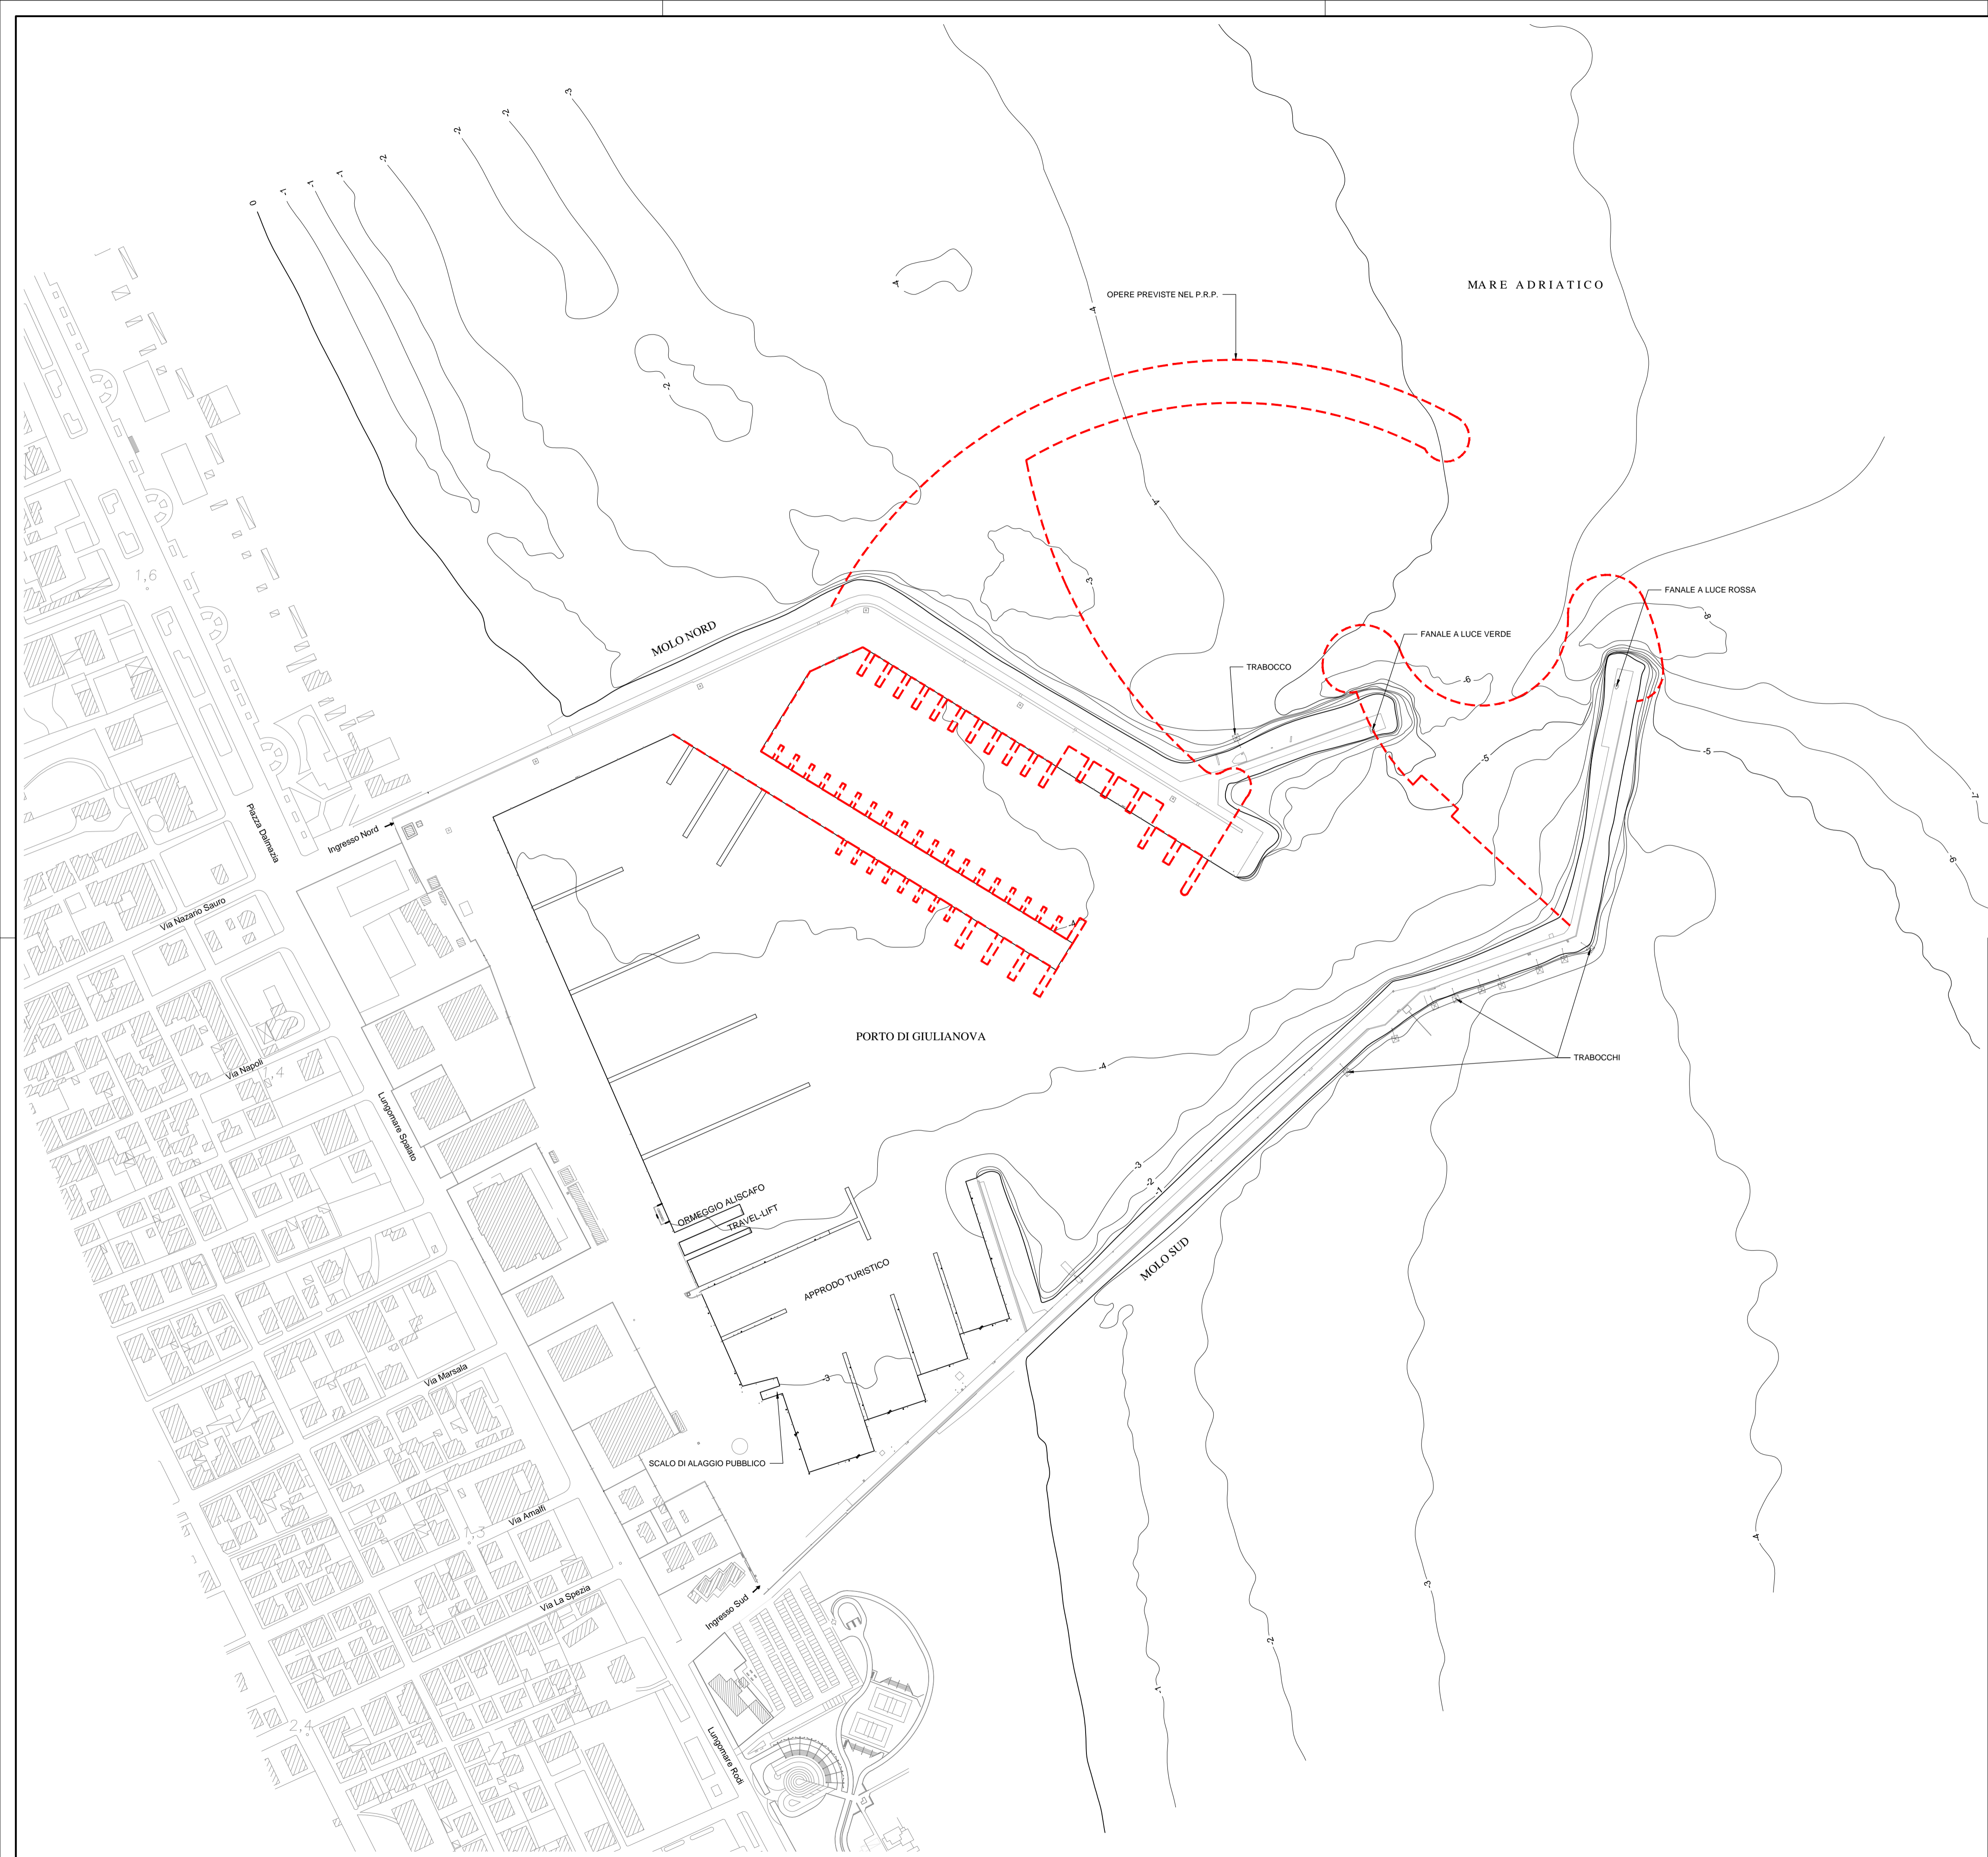 -3
-2
-2
-2
-1
-1
-1
0
-4
-4
MARE ADRIATICO
OPERE PREVISTE NEL P.R.P.
-2
-4
1,6
-3
FANALE A LUCE ROSSA
-8
MOLO NORD
FANALE A LUCE VERDE
TRABOCCO
-6
-5
-5
-7
Piazza Dalmazia
Ingresso Nord
-6
Via Nazario Sauro
-4
PORTO DI GIULIANOVA
TRABOCCHI
-4
Via Napoli
1,4
Lungomare Spalato
-3
-2
-1
ORMEGGIO ALISCAFO
TRAVEL-LIFT
MOLO SUD
APPRODO TURISTICO
Via Marsala
-3
SCALO DI ALAGGIO PUBBLICO
Via Amalfi
1,3
-4
Via La Spezia
-3
Ingresso Sud
-2
-1
2,4
Lungomare Rodi